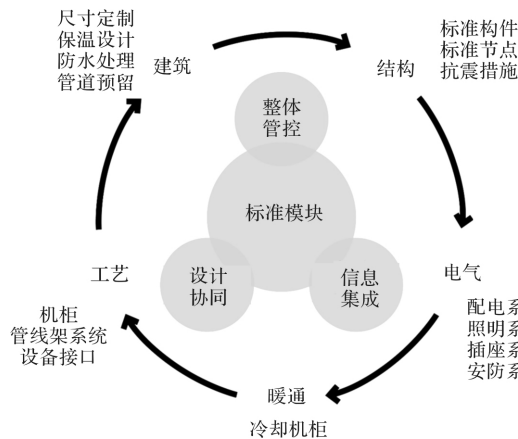 尺寸定制
保温设计
防水处理
管道预留
建筑
标准构件
标准节点
抗震措施
结构
整体
管控
标准模块
设计
协同
信息
集成
工艺
机柜
管线架系统
设备接口
电气
配电系
照明系
插座系
安防系
暖通
冷却机柜